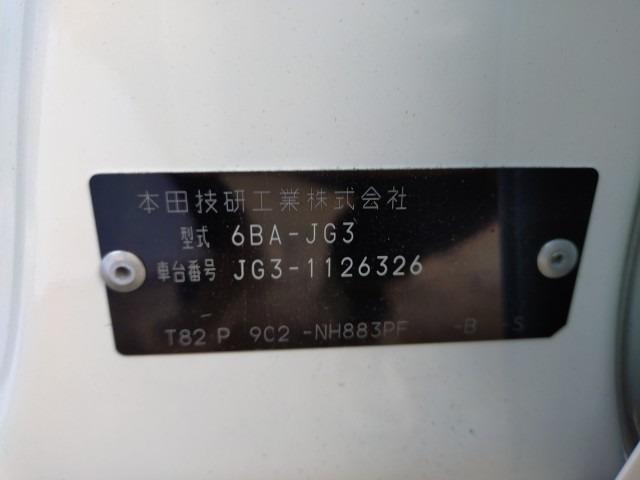 本田技研工業株式会社
型式 6BA-JG3
車台番号 JG3-1126326
T82 P 9C2 -NH883PF -B -S